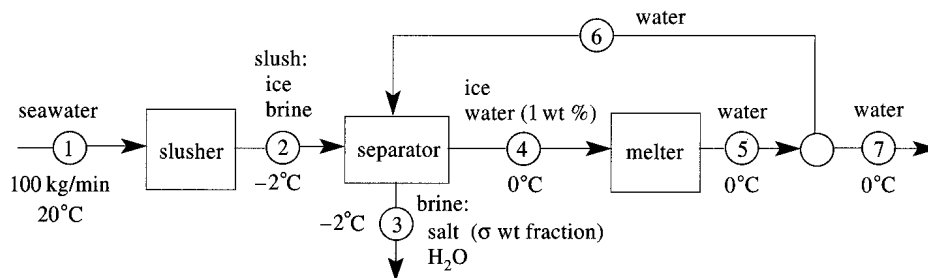 6
water
slush:
ice
brine
seawater
1
100 kg/min
20°C
slusher
2
−2°C
separator
ice
water (1 wt %)
4
0°C
melter
water
5
0°C
water
7
0°C
−2°C
3
brine:
salt (σ wt fraction)
H₂O